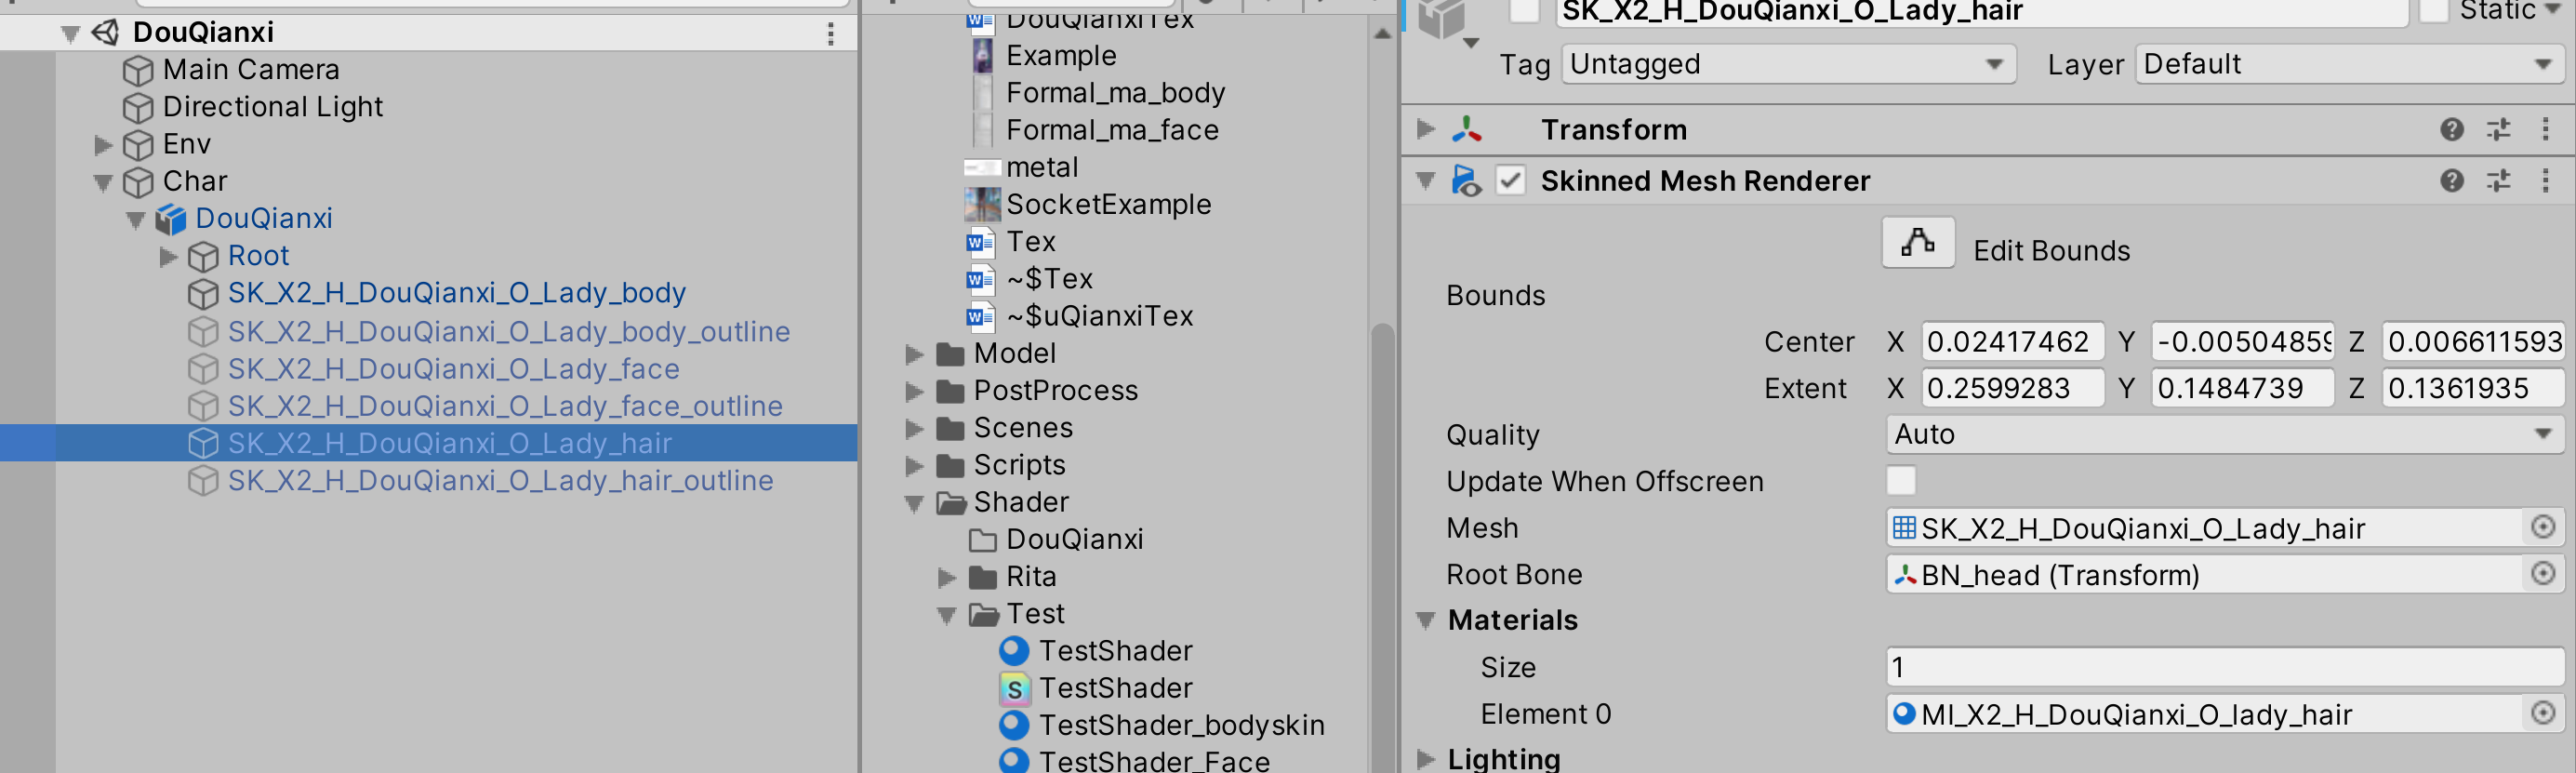 DouQianxi
Main Camera
Directional Light
Env
Char
DouQianxi
Root
SK_X2_H_DouQianxi_O_Lady_body
SK_X2_H_DouQianxi_O_Lady_body_outline
SK_X2_H_DouQianxi_O_Lady_face
SK_X2_H_DouQianxi_O_Lady_face_outline
SK_X2_H_DouQianxi_O_Lady_hair
SK_X2_H_DouQianxi_O_Lady_hair_outline
DouQianxiTex
Example
Formal_ma_body
Formal_ma_face
metal
SocketExample
Tex
~$Tex
~$uQianxiTex
Model
PostProcess
Scenes
Scripts
Shader
DouQianxi
Rita
Test
TestShader
TestShader
TestShader_bodyskin
TestShader_Face
SK_X2_H_DouQianxi_O_Lady_hair Static
Tag Untagged Layer Default
Transform
Skinned Mesh Renderer
Edit Bounds
Bounds
Center X 0.02417462 Y -0.00504859 Z 0.006611593
Extent X 0.2599283 Y 0.1484739 Z 0.1361935
Quality Auto
Update When Offscreen
Mesh SK_X2_H_DouQianxi_O_Lady_hair
Root Bone BN_head (Transform)
Materials
Size 1
Element 0 MI_X2_H_DouQianxi_O_lady_hair
Lighting